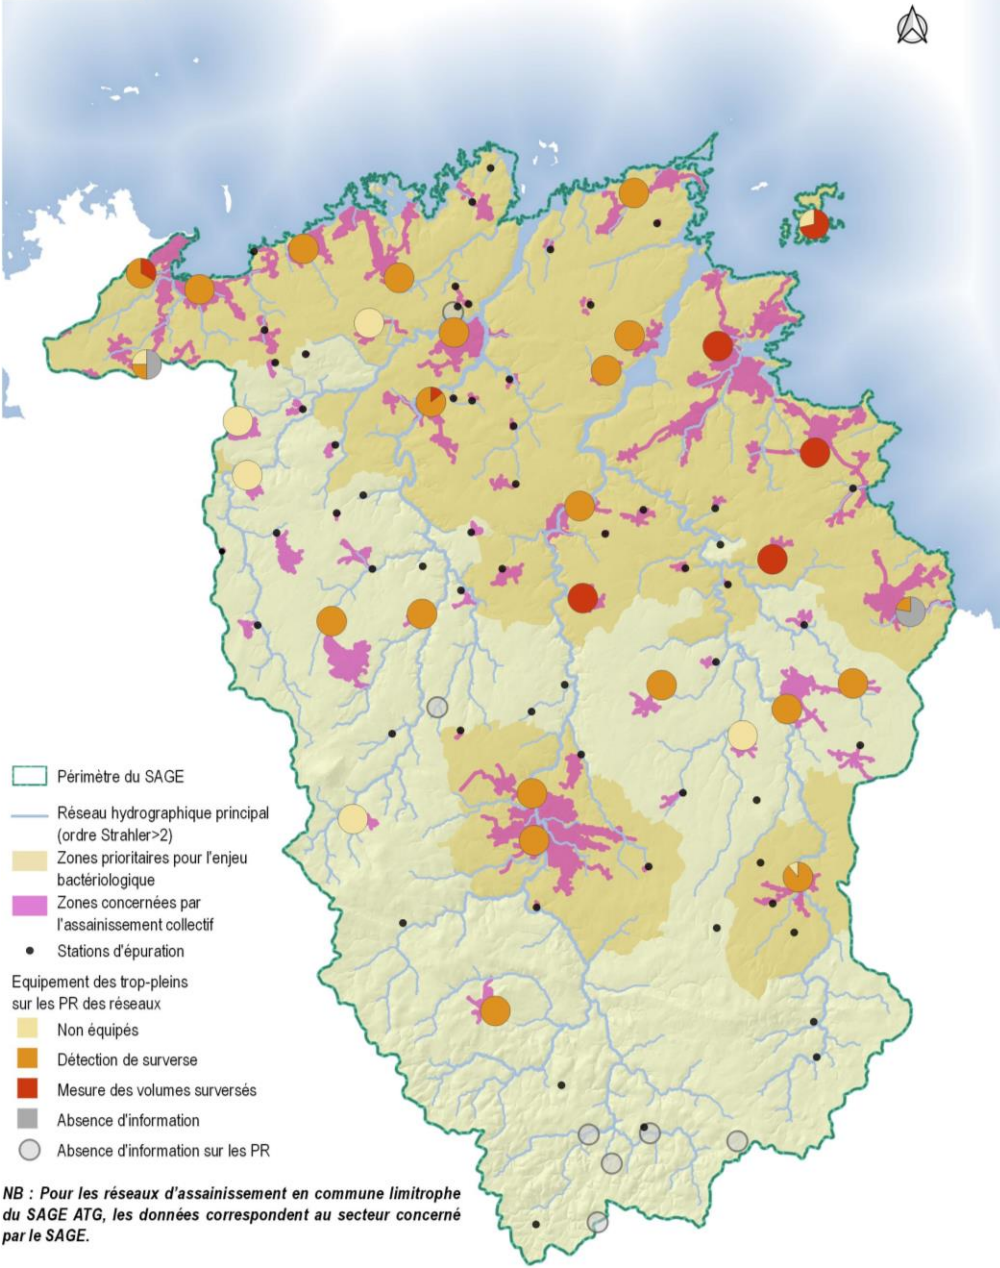 Périmètre du SAGE
Réseau hydrographique principal
(ordre Strahler>2)
Zones prioritaires pour l'enjeu
bactériologique
Zones concernées par
l'assainissement collectif
Stations d'épuration
Equipement des trop-pleins
sur les PR des réseaux
Non équipés
Détection de surverse
Mesure des volumes surversés
Absence d'information
Absence d'information sur les PR
NB : Pour les réseaux d'assainissement en commune limitrophe
du SAGE ATG, les données correspondent au secteur concerné
par le SAGE.